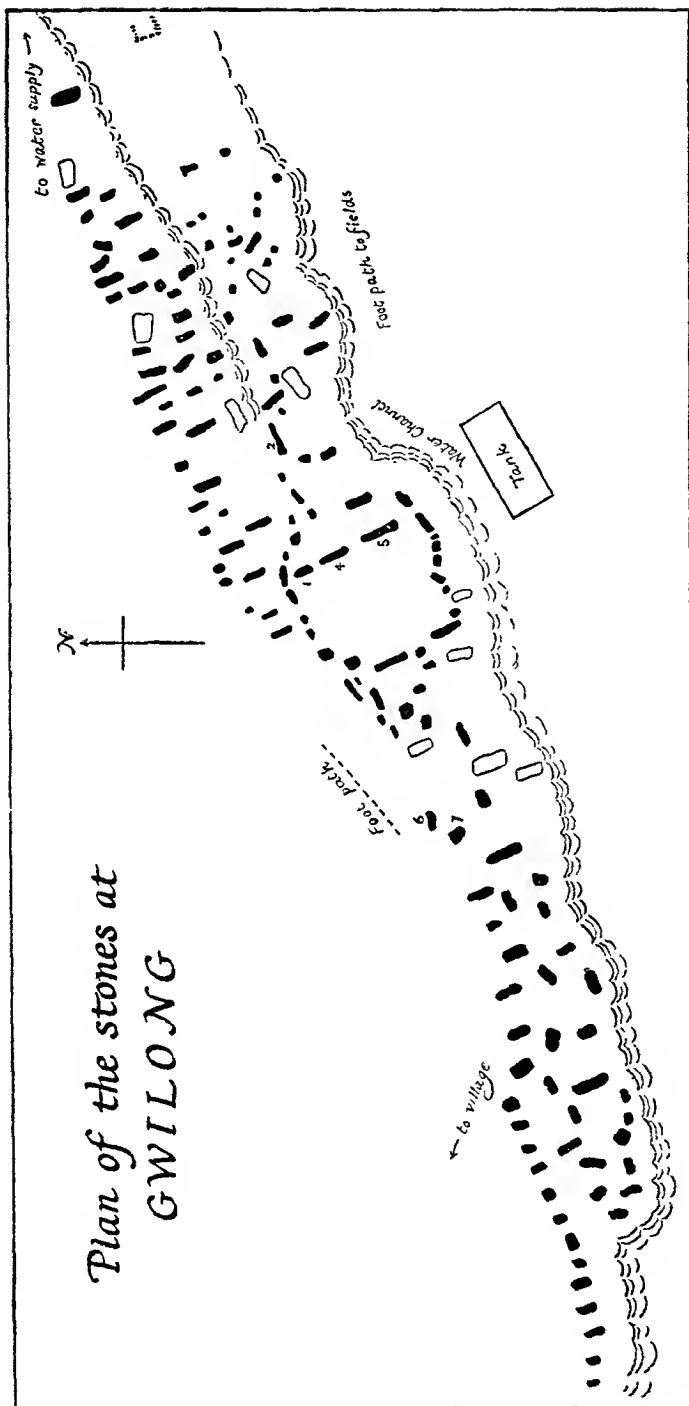 Plan of the stones at
GWILONG
N
to water supply →
Foot path to fields
Water Channel
Tank
Foot path
← to village
1
2
4
5
6
7